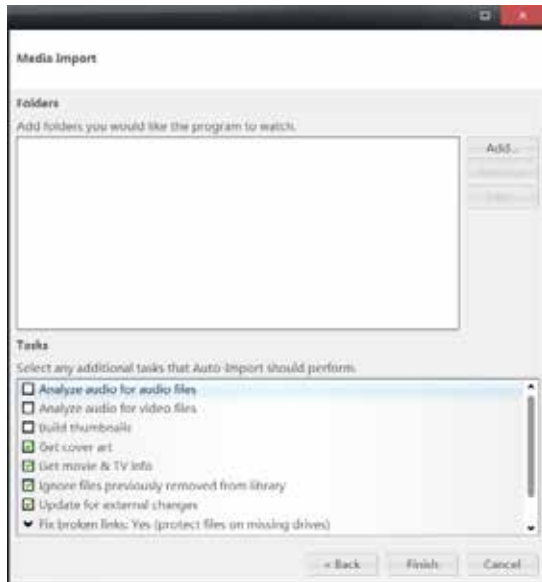 Media Import
Folders
Add folders you would like the program to watch.
Add...
Tasks
Select any additional tasks that Auto-Import should perform.
Analyze audio for audio files
Analyze audio for video files
Build thumbnails
Get cover art
Get movie & TV info
Ignore files previously removed from library
Update for external changes
Fix broken links: Yes (protect files on missing drives)
< Back Finish Cancel